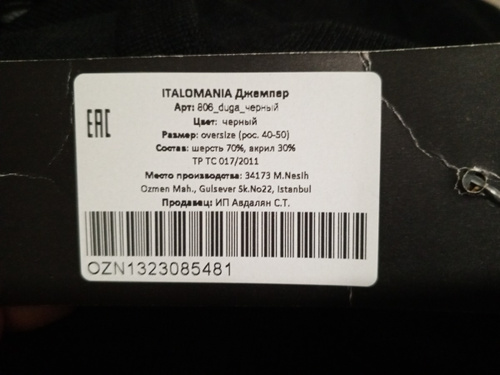 ITALOMANIA Джемпер
Арт: 806_duga_черный
Цвет: черный
Размер: oversize (рос. 40-50)
Состав: шерсть 70%, акрил 30%
ТР ТС 017/2011
Место производства: 34173 M.Nesih
Ozmen Mah., Gulsever Sk.No22, Istanbul
Продавец: ИП Авдалян С.Т.
EAC
OZN1323085481